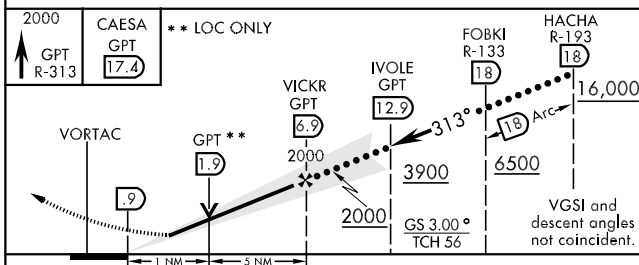 2000
GPT
R-313
CAESA
GPT
17.4
** LOC ONLY
VORTAC
.9
GPT **
1.9
VICKR
GPT
6.9
2000
IVOLE
GPT
12.9
313°
FOBKI
R-133
18
HACHA
R-193
18
16,000
18 Arc
6500
3900
2000
GS 3.00°
TCH 56
VGSI and
descent angles
not coincident.
1 NM
5 NM